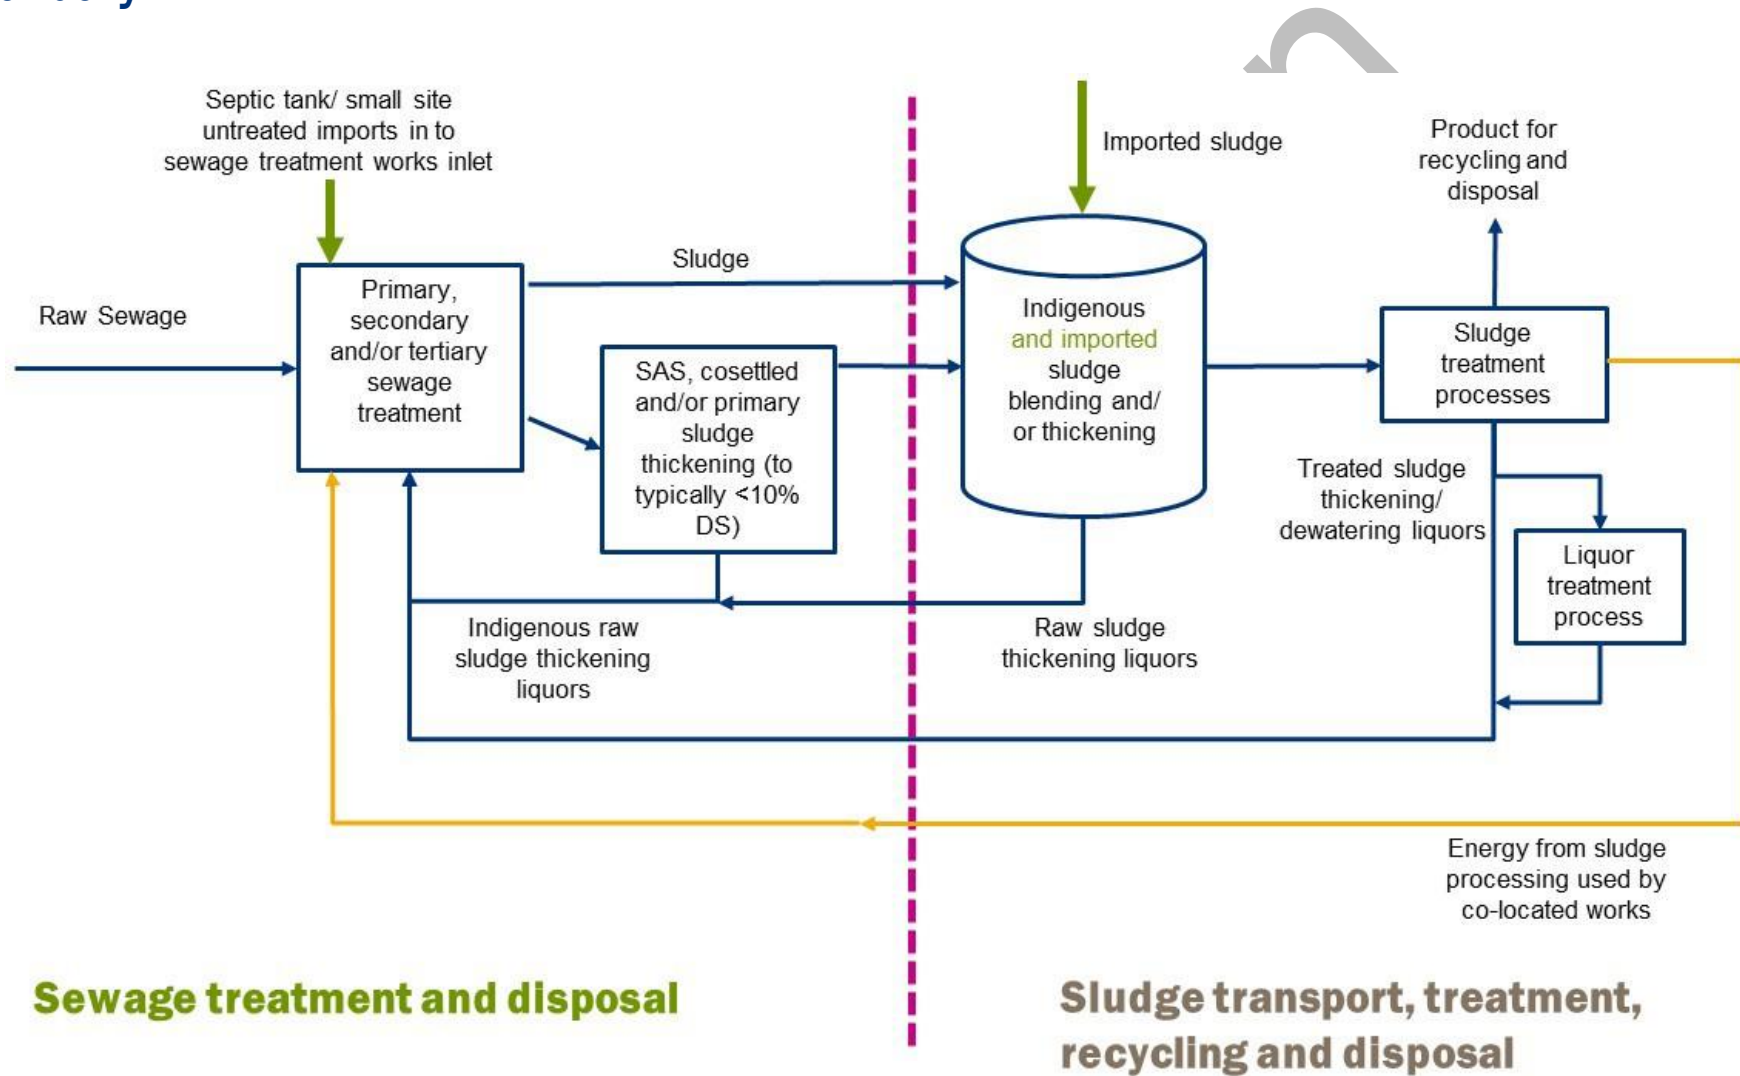 Septic tank/ small site
untreated imports in to
sewage treatment works inlet
Imported sludge
Product for
recycling and
disposal
Raw Sewage
Primary,
secondary
and/or tertiary
sewage
treatment
Sludge
SAS, cosettled
and/or primary
sludge
thickening (to
typically <10%
DS)
Indigenous
and imported
sludge
blending and/
or thickening
Sludge
treatment
processes
Treated sludge
thickening/
dewatering liquors
Liquor
treatment
process
Indigenous raw
sludge thickening
liquors
Raw sludge
thickening liquors
Energy from sludge
processing used by
co-located works
Sewage treatment and disposal
Sludge transport, treatment,
recycling and disposal